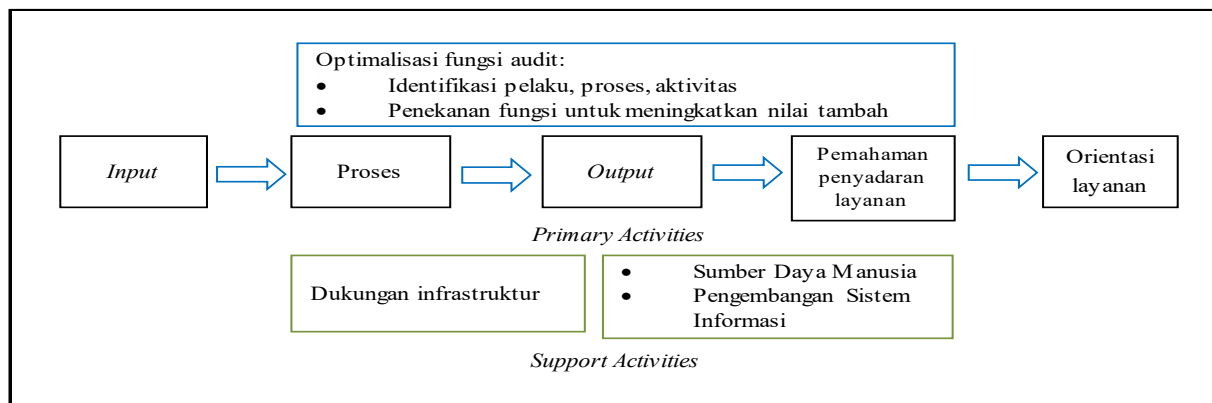 Optimalisasi fungsi audit:
• Identifikasi pelaku, proses, aktivitas
• Penekanan fungsi untuk meningkatkan nilai tambah
Input
Proses
Output
Pemahaman
penyadaran
layanan
Orientasi
layanan
Primary Activities
Dukungan infrastruktur
• Sumber Daya Manusia
• Pengembangan Sistem
Informasi
Support Activities